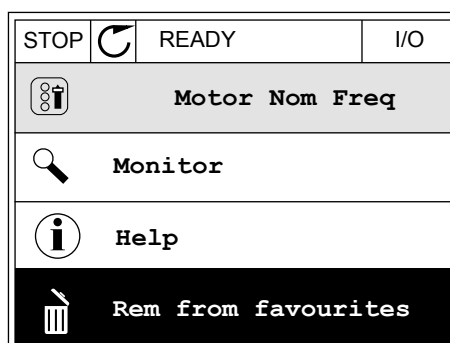 STOP READY I/O
Motor Nom Freq
Monitor
Help
Rem from favourites